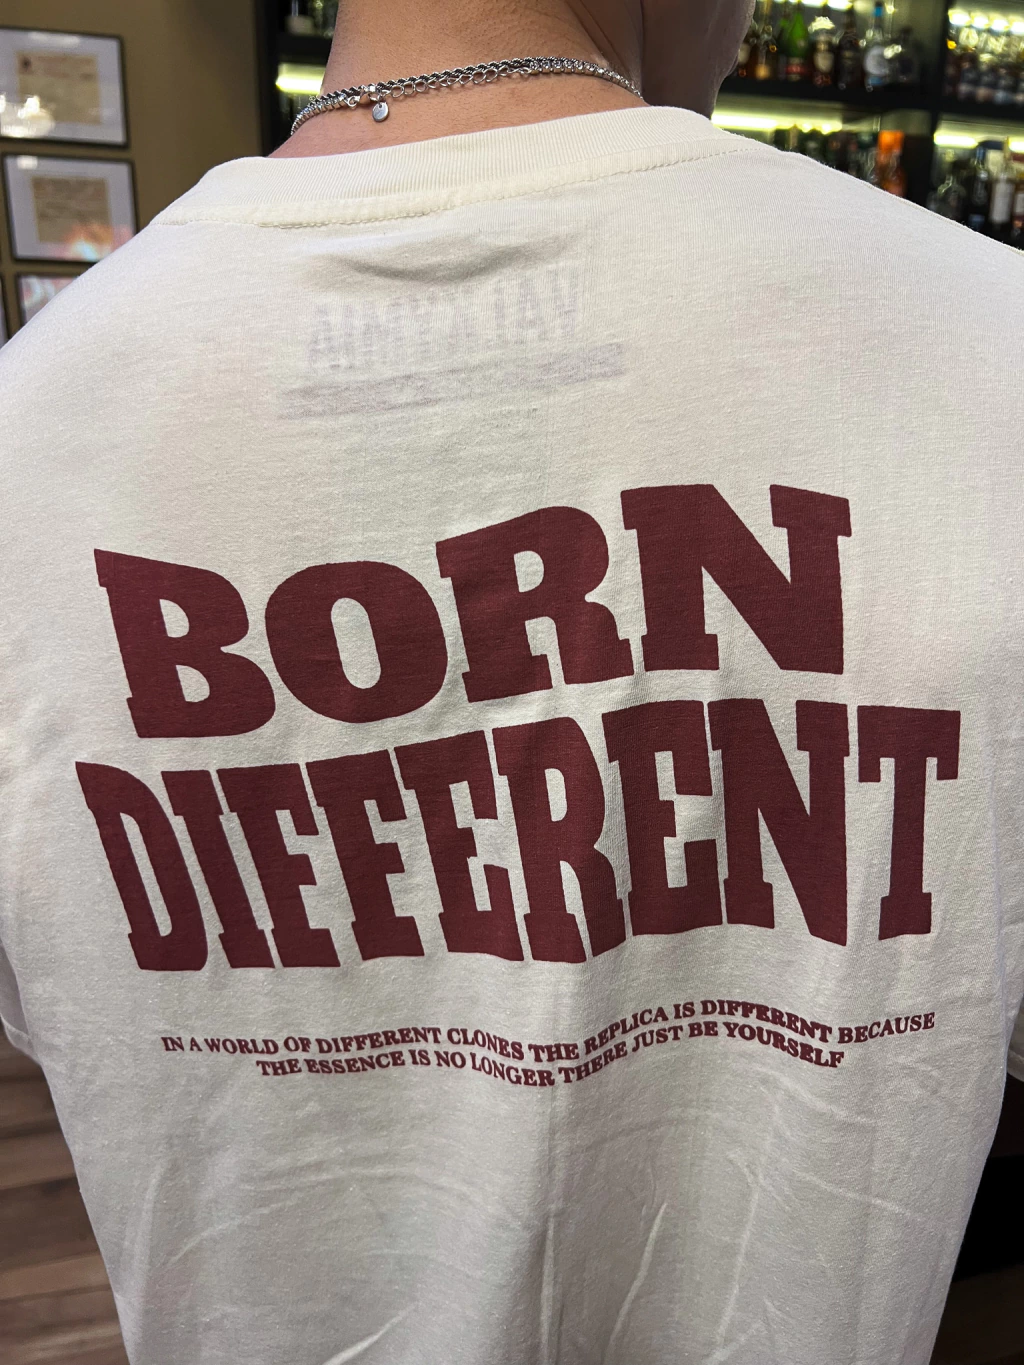 BORN
DIFFERENT
IN A WORLD OF DIFFERENT CLONES THE REPLICA IS DIFFERENT BECAUSE
THE ESSENCE IS NO LONGER THERE JUST BE YOURSELF